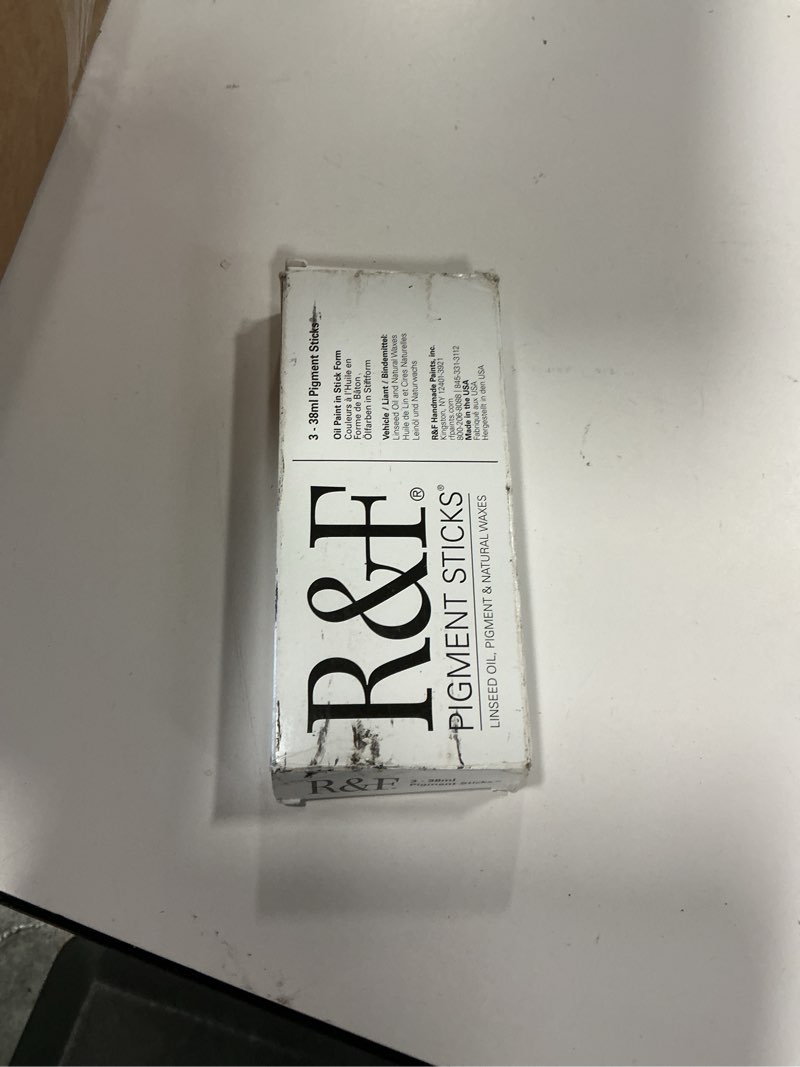 R&F®
PIGMENT STICKS®
LINSEED OIL, PIGMENT & NATURAL WAXES
3 - 38ml Pigment Sticks®
Oil Paint in Stick Form
Couleurs à l'Huile en
Forme de Bâton
Ölfarben in Stiftform
Vehicle / Liant / Bindemittel:
Linseed Oil and Natural Waxes
Huile de Lin et Cires Naturelles
Leinöl und Naturwachs
R&F Handmade Paints, inc.
Kingston, NY 12401-3921
rfpaints.com
800-206-8088 | 845-331-3112
Made in the USA
Fabriqué aux USA
Hergestellt in den USA
R&F
3 - 38ml
Pigment Sticks™